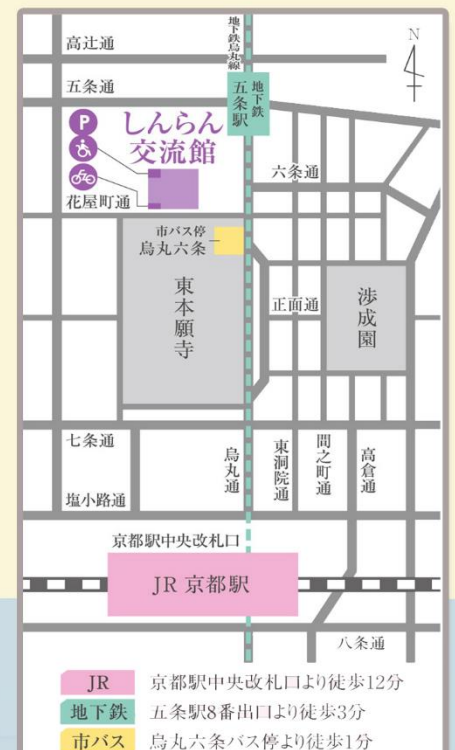 地下鉄烏丸線
N
高辻通
五条通
地下鉄
五条駅
P
しんらん
交流館
六条通
花屋町通
市バス停
烏丸六条
東本願寺
正面通
渉成園
七条通
烏丸通
東洞院通
間之町通
高倉通
塩小路通
京都駅中央改札口
JR 京都駅
八条通
JR 京都駅中央改札口より徒歩12分
地下鉄 五条駅8番出口より徒歩3分
市バス 烏丸六条バス停より徒歩1分